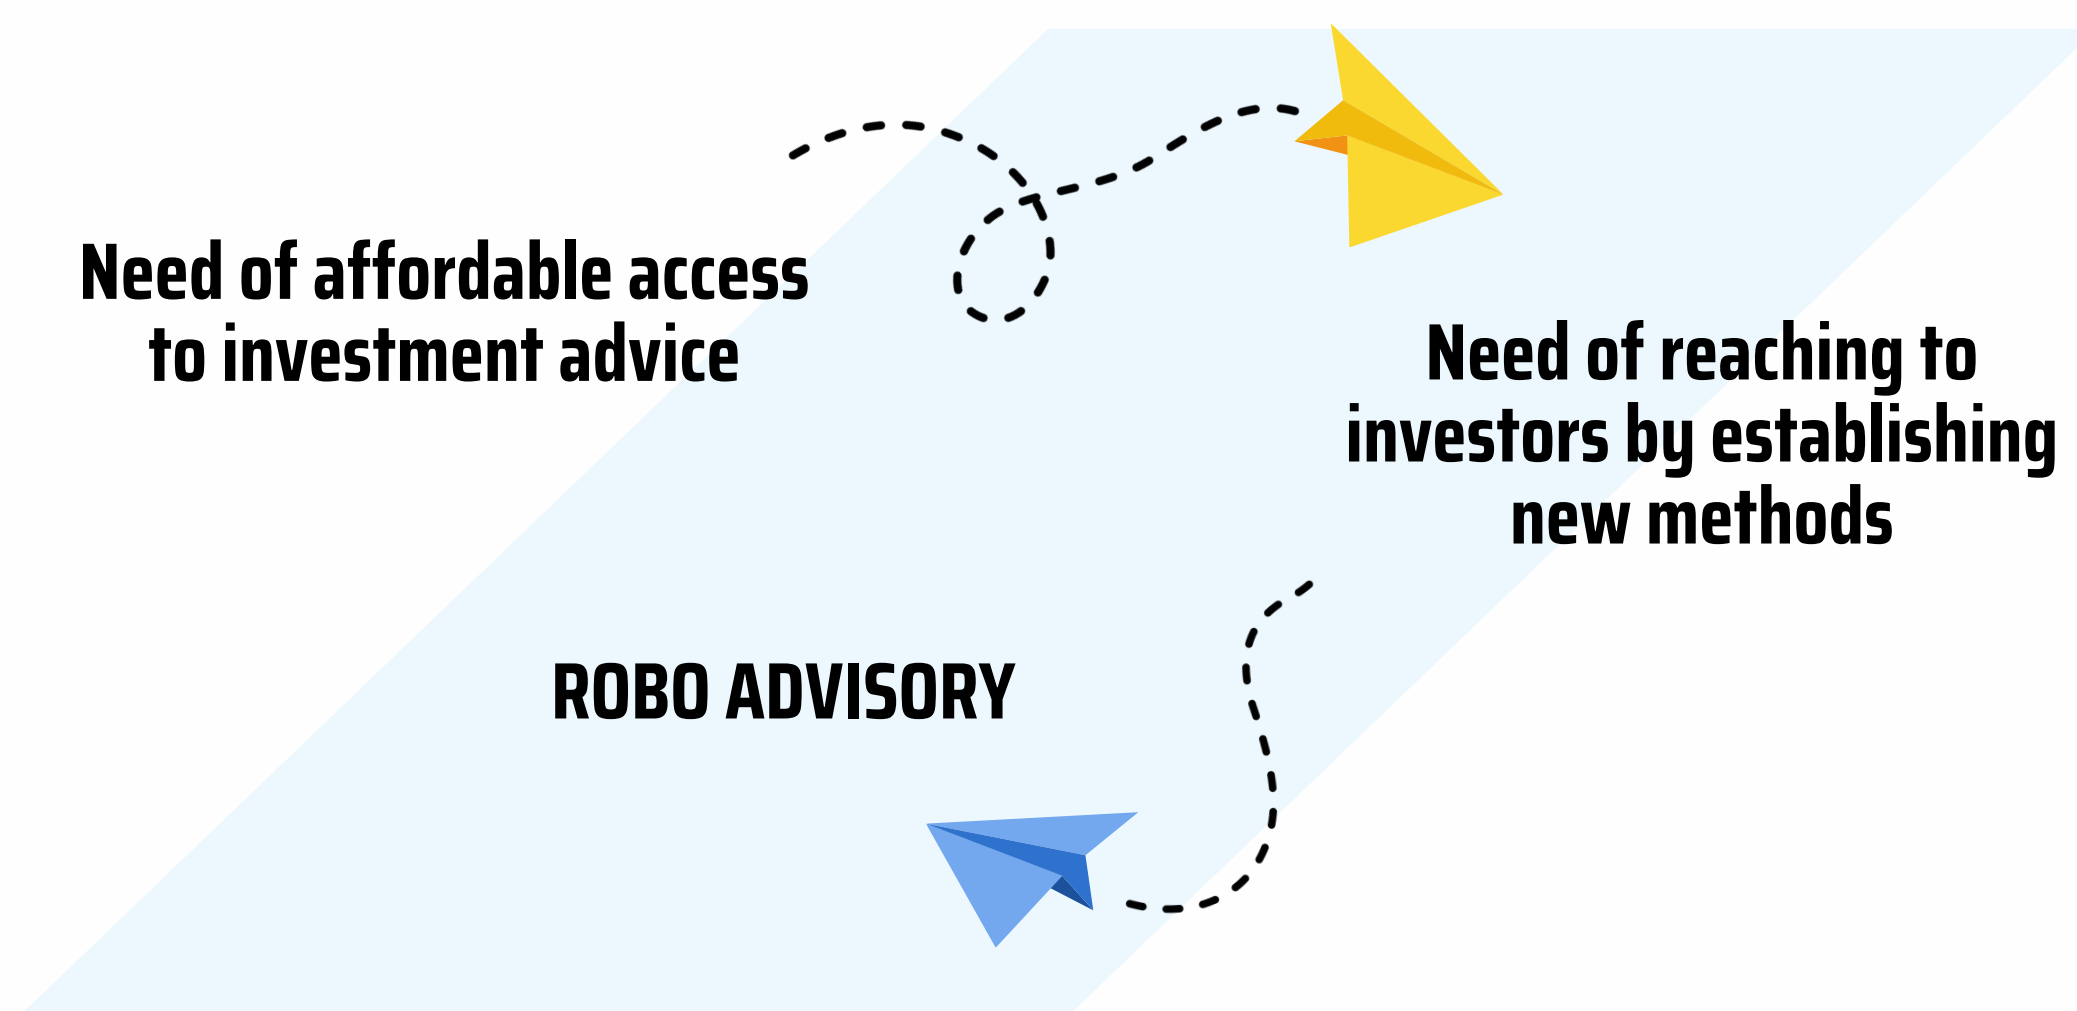 Need of affordable access
to investment advice
Need of reaching to
investors by establishing
new methods
ROBO ADVISORY